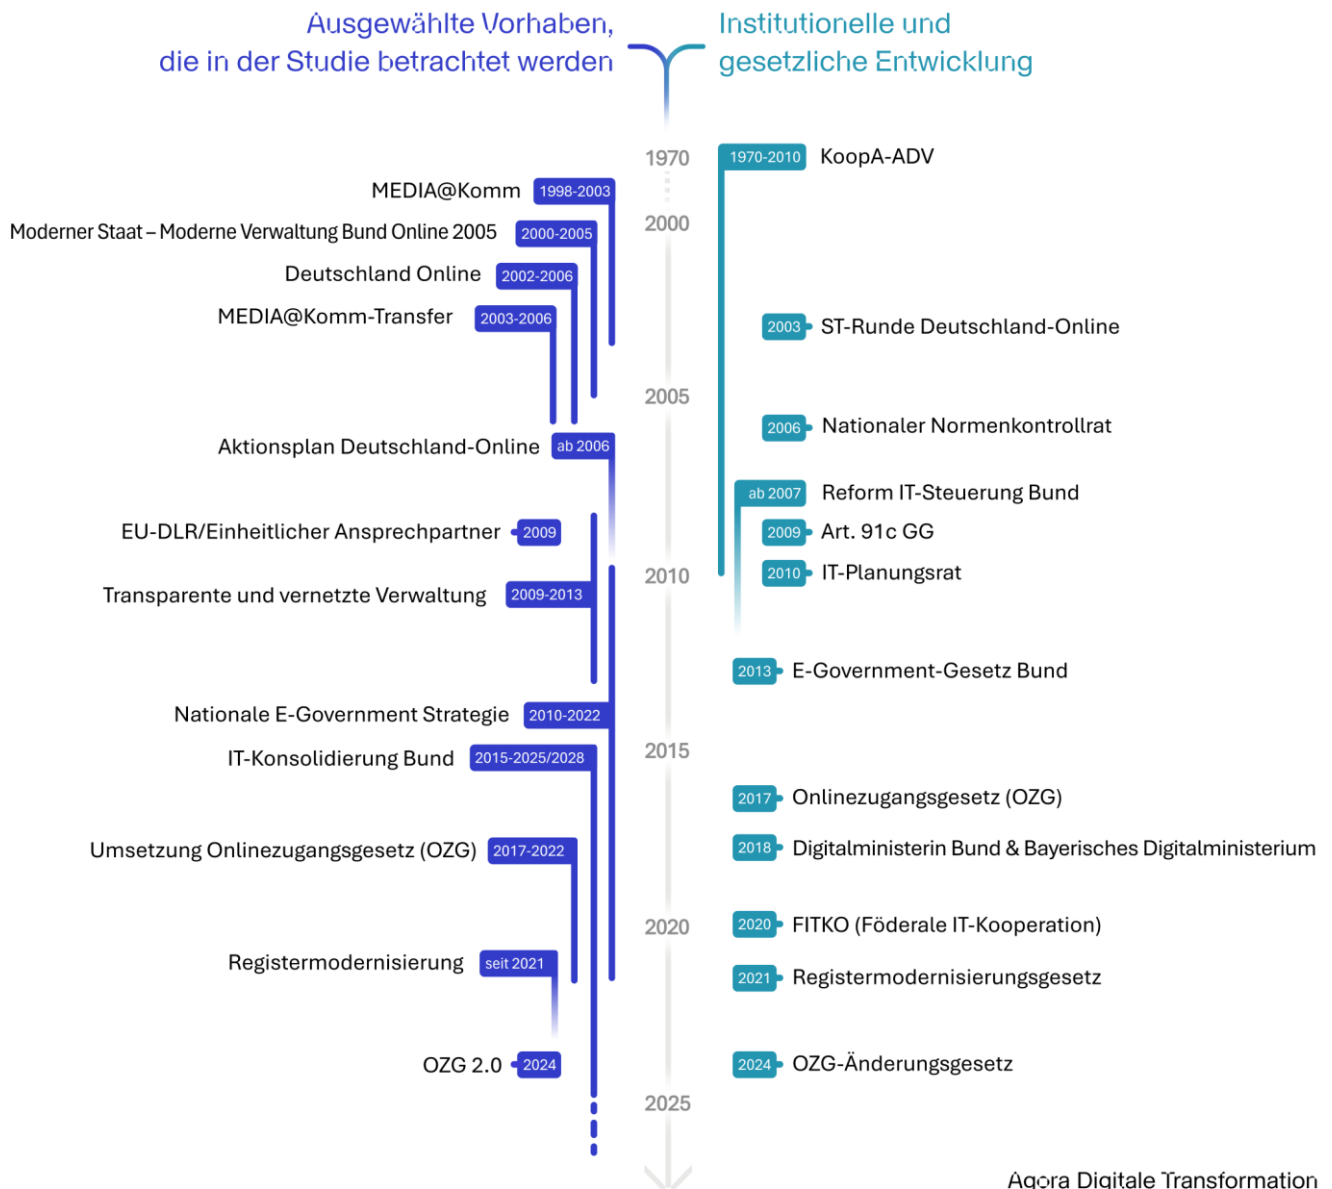 Ausgewählte Vorhaben,
die in der Studie betrachtet werden
Institutionelle und
gesetzliche Entwicklung
1970
1970-2010 KoopA-ADV
MEDIA@Komm 1998-2003
2000
Moderner Staat – Moderne Verwaltung Bund Online 2005 2000-2005
Deutschland Online 2002-2006
MEDIA@Komm-Transfer 2003-2006
2003 ST-Runde Deutschland-Online
2005
2006 Nationaler Normenkontrollrat
Aktionsplan Deutschland-Online ab 2006
ab 2007 Reform IT-Steuerung Bund
EU-DLR/Einheitlicher Ansprechpartner 2009
2009 Art. 91c GG
2010
2010 IT-Planungsrat
Transparente und vernetzte Verwaltung 2009-2013
2013 E-Government-Gesetz Bund
Nationale E-Government Strategie 2010-2022
2015
IT-Konsolidierung Bund 2015-2025/2028
2017 Onlinezugangsgesetz (OZG)
Umsetzung Onlinezugangsgesetz (OZG) 2017-2022
2018 Digitalministerin Bund & Bayerisches Digitalministerium
2020
2020 FITKO (Föderale IT-Kooperation)
Registermodernisierung seit 2021
2021 Registermodernisierungsgesetz
OZG 2.0 2024
2024 OZG-Änderungsgesetz
2025
Agora Digitale Transformation